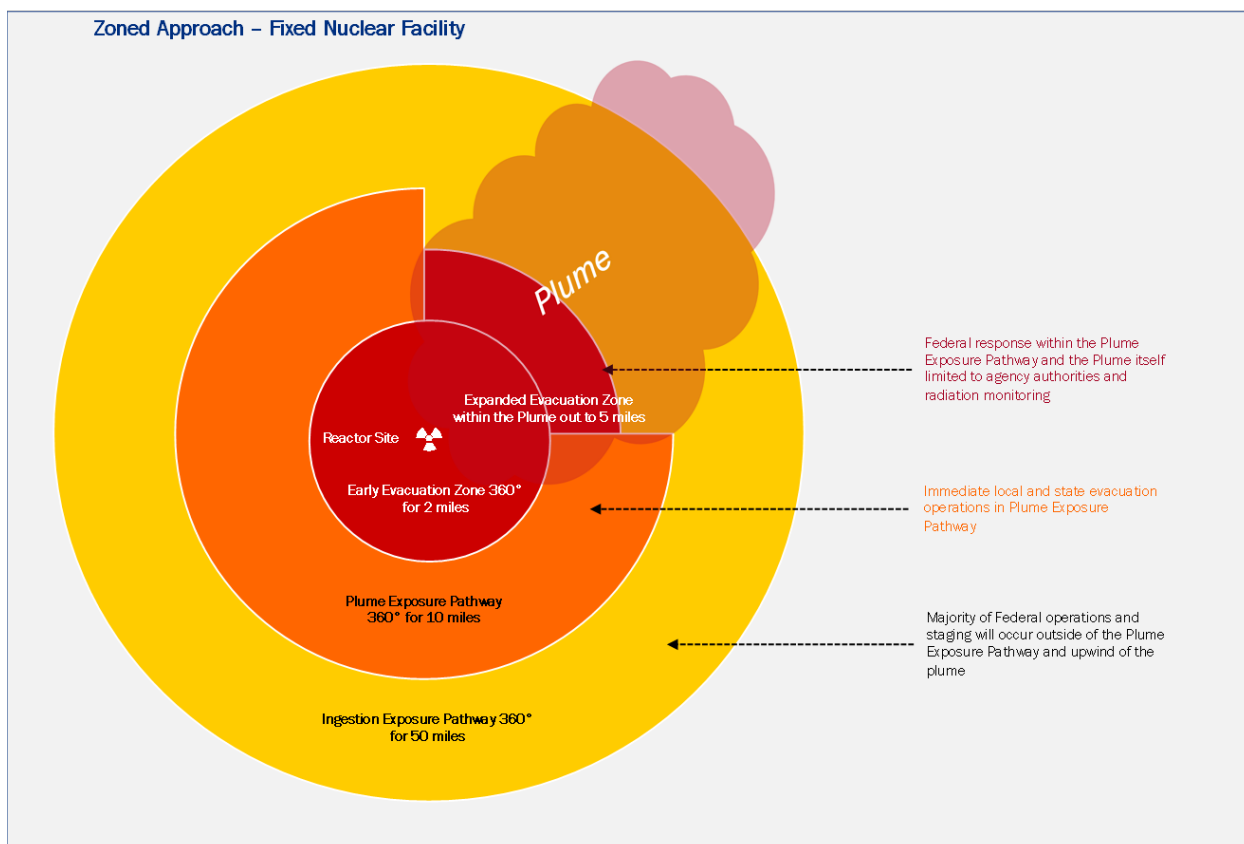 Zoned Approach – Fixed Nuclear Facility
Plume
Expanded Evacuation Zone
within the Plume out to 5 miles
Reactor Site
Early Evacuation Zone 360°
for 2 miles
Plume Exposure Pathway
360° for 10 miles
Ingestion Exposure Pathway 360°
for 50 miles
Federal response within the Plume
Exposure Pathway and the Plume itself
limited to agency authorities and
radiation monitoring
Immediate local and state evacuation
operations in Plume Exposure
Pathway
Majority of Federal operations and
staging will occur outside of the Plume
Exposure Pathway and upwind of the
plume